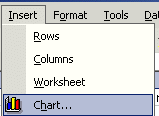 Insert Format Tools Da
Rows
Columns
Worksheet
Chart...